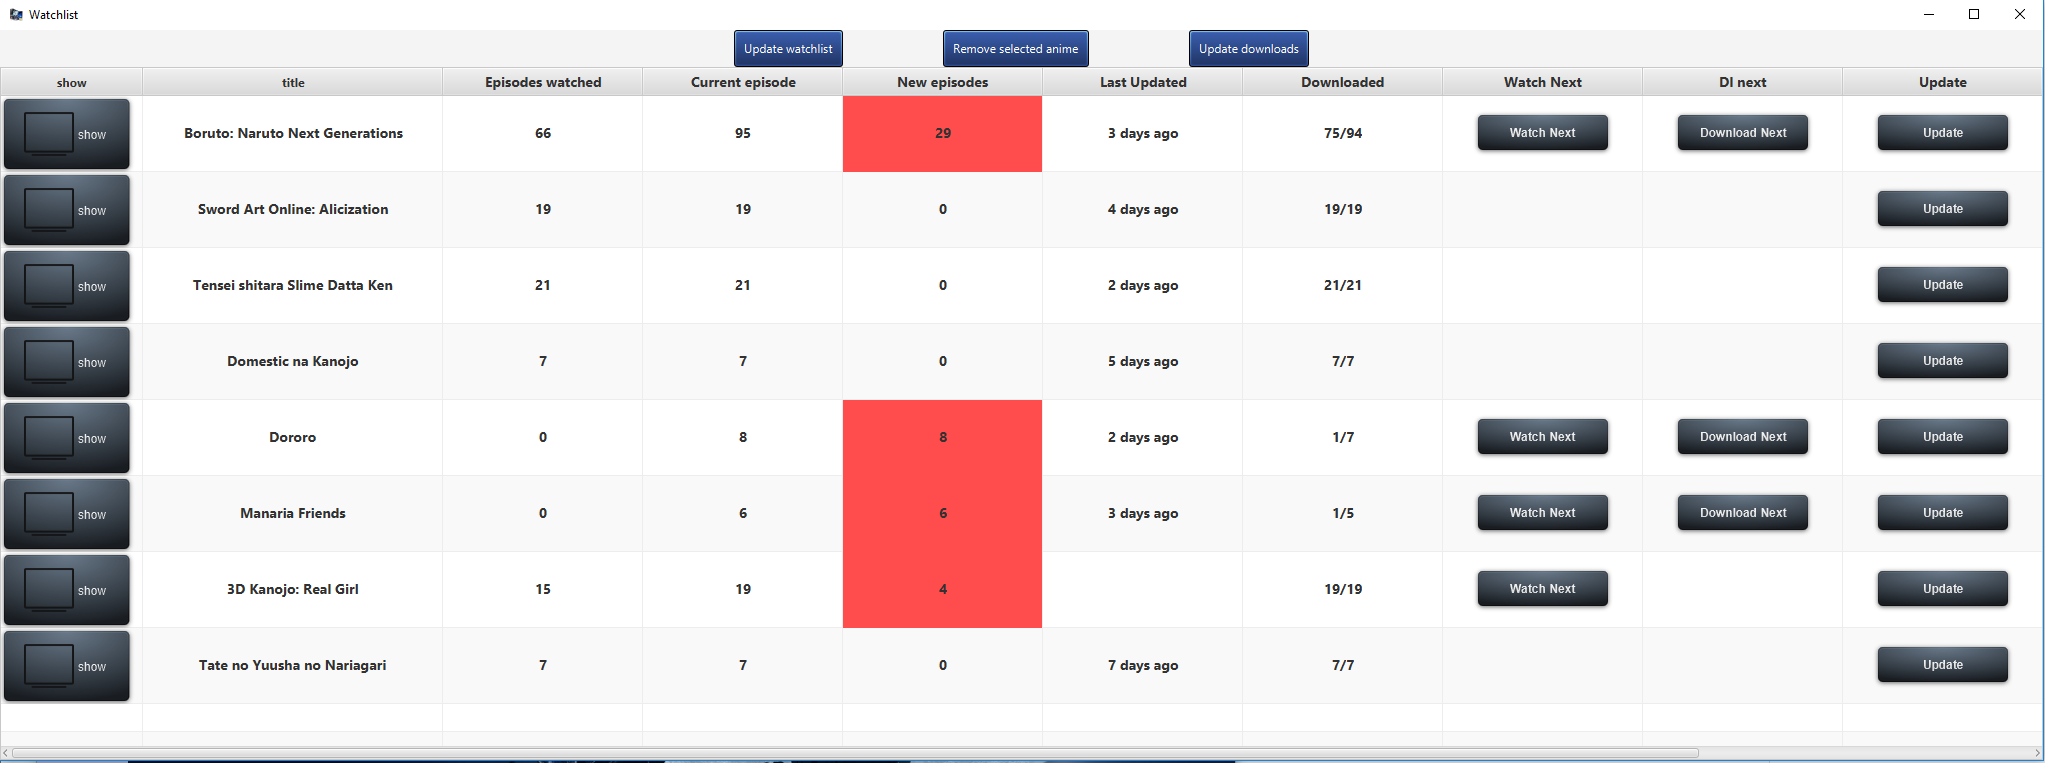 Watchlist
Update watchlist Remove selected anime Update downloads
show title Episodes watched Current episode New episodes Last Updated Downloaded Watch Next Dl next Update
show Boruto: Naruto Next Generations 66 95 29 3 days ago 75/94 Watch Next Download Next Update
show Sword Art Online: Alicization 19 19 0 4 days ago 19/19 Update
show Tensei shitara Slime Datta Ken 21 21 0 2 days ago 21/21 Update
show Domestic na Kanojo 7 7 0 5 days ago 7/7 Update
show Dororo 0 8 8 2 days ago 1/7 Watch Next Download Next Update
show Manaria Friends 0 6 6 3 days ago 1/5 Watch Next Download Next Update
show 3D Kanojo: Real Girl 15 19 4 19/19 Watch Next Update
show Tate no Yuusha no Nariagari 7 7 0 7 days ago 7/7 Update